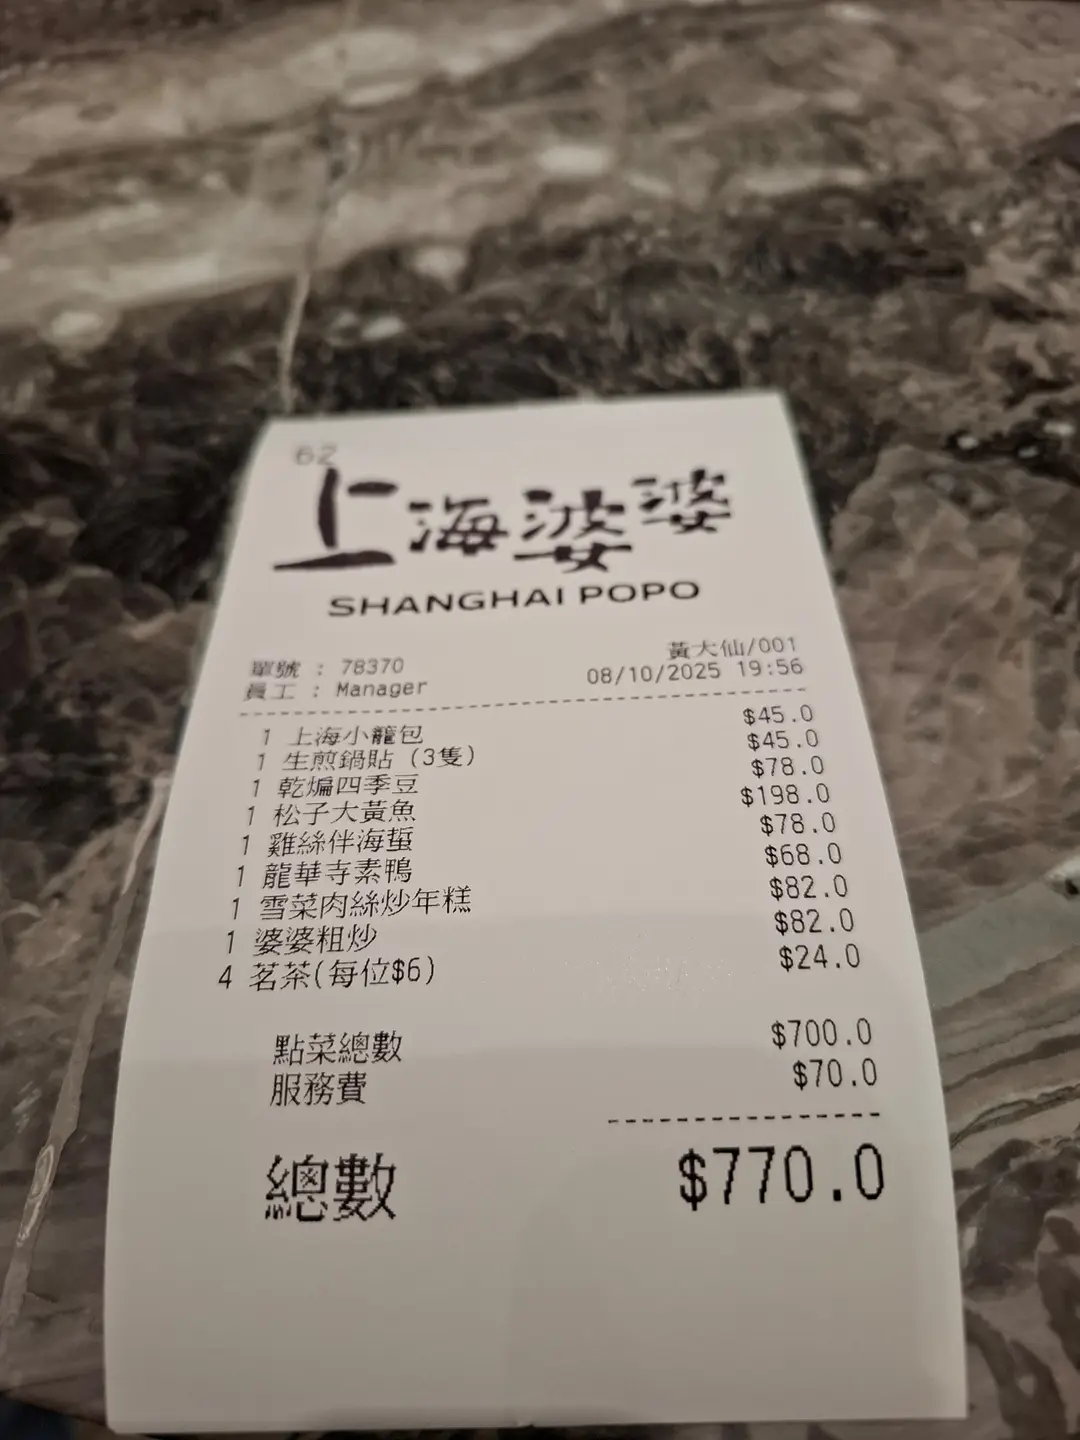 62
上海婆婆
SHANGHAI POPO
黃大仙/001
單號 : 78370 08/10/2025 19:56
員工 : Manager
1 上海小籠包 $45.0
1 生煎鍋貼 (3隻) $45.0
1 乾煸四季豆 $78.0
1 松子大黃魚 $198.0
1 雞絲伴海蜇 $78.0
1 龍華寺素鴨 $68.0
1 雪菜肉絲炒年糕 $82.0
1 婆婆粗炒 $82.0
4 茗茶(每位$6) $24.0
點菜總數 $700.0
服務費 $70.0
總數 $770.0